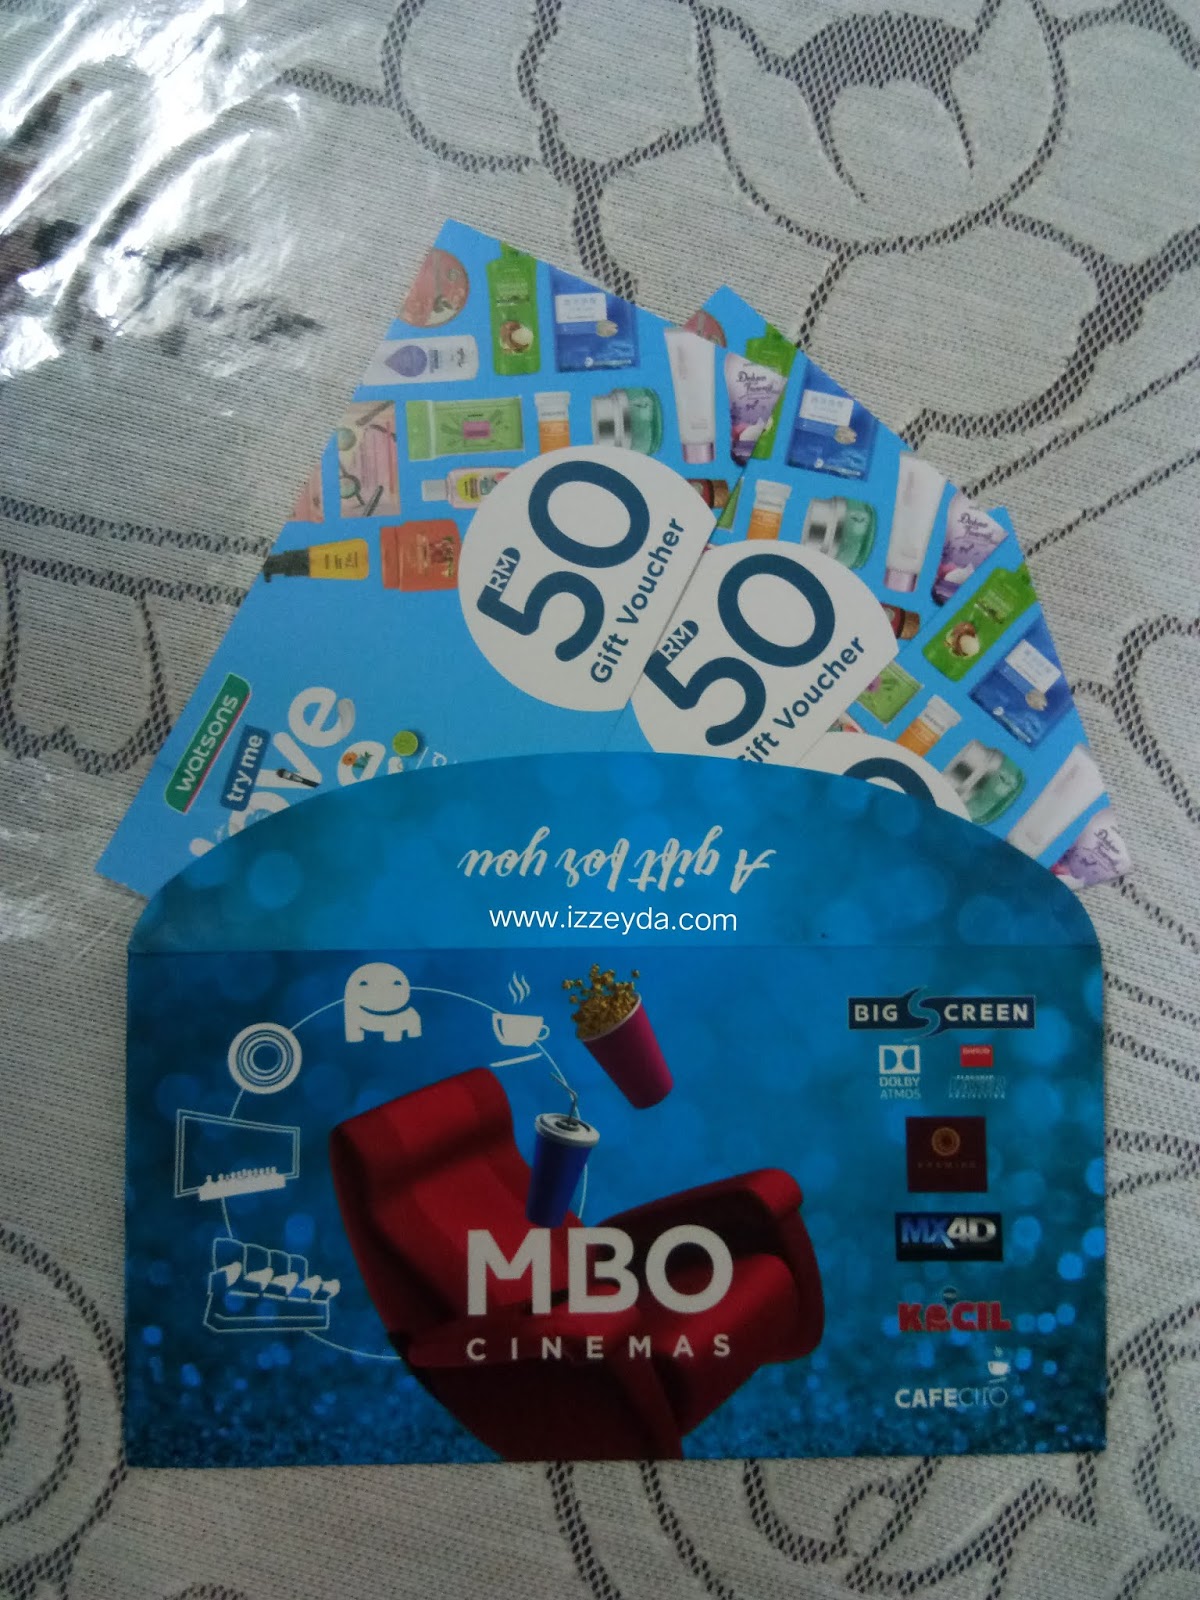 RM
50
Gift Voucher
RM
50
Gift Voucher
watsons
try me
love
A gift for you
www.izzeyda.com
BIG SCREEN
DOLBY
ATMOS
MX4D
KECIL
CAFECITO
MBO
CINEMAS